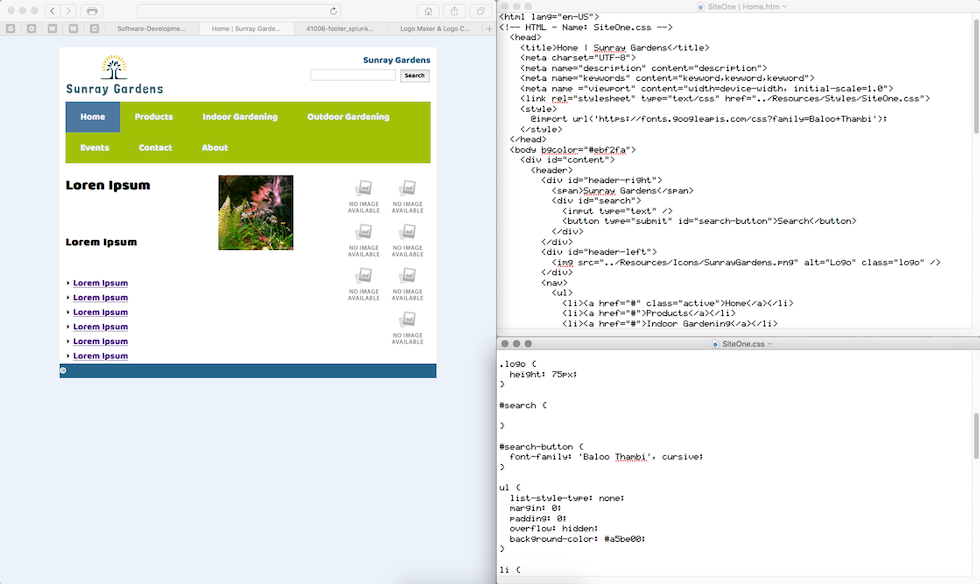 Software-Developme...
Home | Sunray Garde...
41006-footer_splunk...
Logo Maker & Logo C...
Sunray Gardens
Search
Sunray Gardens
Home Products Indoor Gardening Outdoor Gardening
Events Contact About
Loren Ipsum
Lorem Ipsum
Lorem Ipsum
Lorem Ipsum
Lorem Ipsum
Lorem Ipsum
Lorem Ipsum
Lorem Ipsum
NO IMAGE AVAILABLE NO IMAGE AVAILABLE
NO IMAGE AVAILABLE NO IMAGE AVAILABLE
NO IMAGE AVAILABLE NO IMAGE AVAILABLE
NO IMAGE AVAILABLE
©
SiteOne | Home.htm
<html lang="en-US">
<!-- HTML - Name: SiteOne.css -->
<head>
<title>Home | Sunray Gardens</title>
<meta charset="UTF-8">
<meta name="description" content="description">
<meta name="keywords" content="keyword,keyword,keyword">
<meta name ="viewport" content="width=device-width, initial-scale=1.0">
<link rel="stylesheet" type="text/css" href="../Resources/Styles/SiteOne.css">
<style>
@import url('https://fonts.googleapis.com/css?family=Baloo+Thambi');
</style>
</head>
<body bgcolor="#ebf2fa">
<div id="content">
<header>
<div id="header-right">
<span>Sunray Gardens</span>
<div id="search">
<input type="text" />
<button type="submit" id="search-button">Search</button>
</div>
</div>
<div id="header-left">
<img src="../Resources/Icons/SunrayGardens.png" alt="Logo" class="logo" />
</div>
<nav>
<ul>
<li><a href="#" class="active">Home</a></li>
<li><a href="#">Products</a></li>
<li><a href="#">Indoor Gardening</a></li>
SiteOne.css
.logo {
height: 75px;
}
#search {
}
#search-button {
font-family: 'Baloo Thambi', cursive;
}
ul {
list-style-type: none;
margin: 0;
padding: 0;
overflow: hidden;
background-color: #a5be00;
}
li {